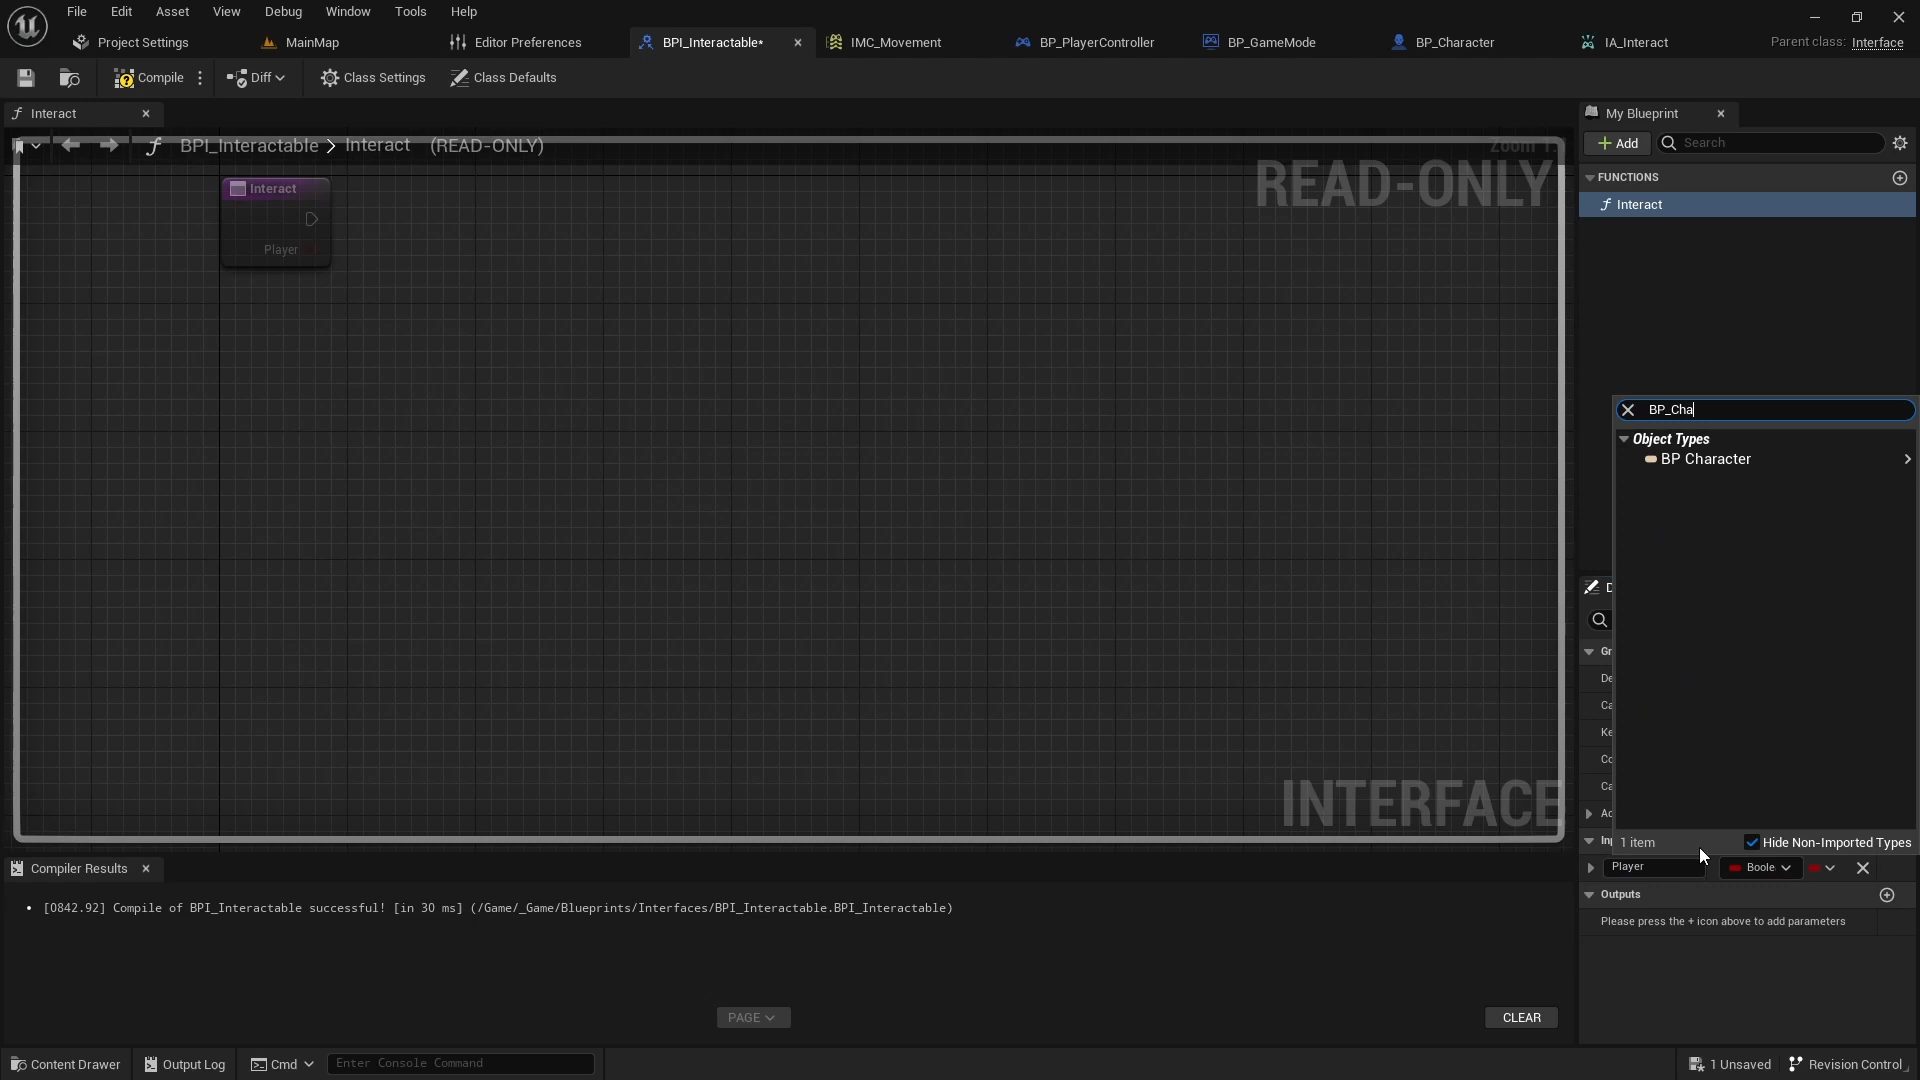 File Edit Asset View Debug Window Tools Help
Project Settings MainMap Editor Preferences BPI_Interactable* IMC_Movement BP_PlayerController BP_GameMode BP_Character IA_Interact Parent class: Interface
Compile Diff Class Settings Class Defaults
Interact
BPI_Interactable > Interact (READ-ONLY)
READ-ONLY
Interact
Player
INTERFACE
My Blueprint
Add Search
FUNCTIONS
Interact
BP_Cha
Object Types
BP Character
1 item Hide Non-Imported Types
Player Boole
Outputs
Please press the + icon above to add parameters
Compiler Results
[0842.92] Compile of BPI_Interactable successful! [in 30 ms] (/Game/_Game/Blueprints/Interfaces/BPI_Interactable.BPI_Interactable)
PAGE CLEAR
Content Drawer Output Log Cmd Enter Console Command 1 Unsaved Revision Control